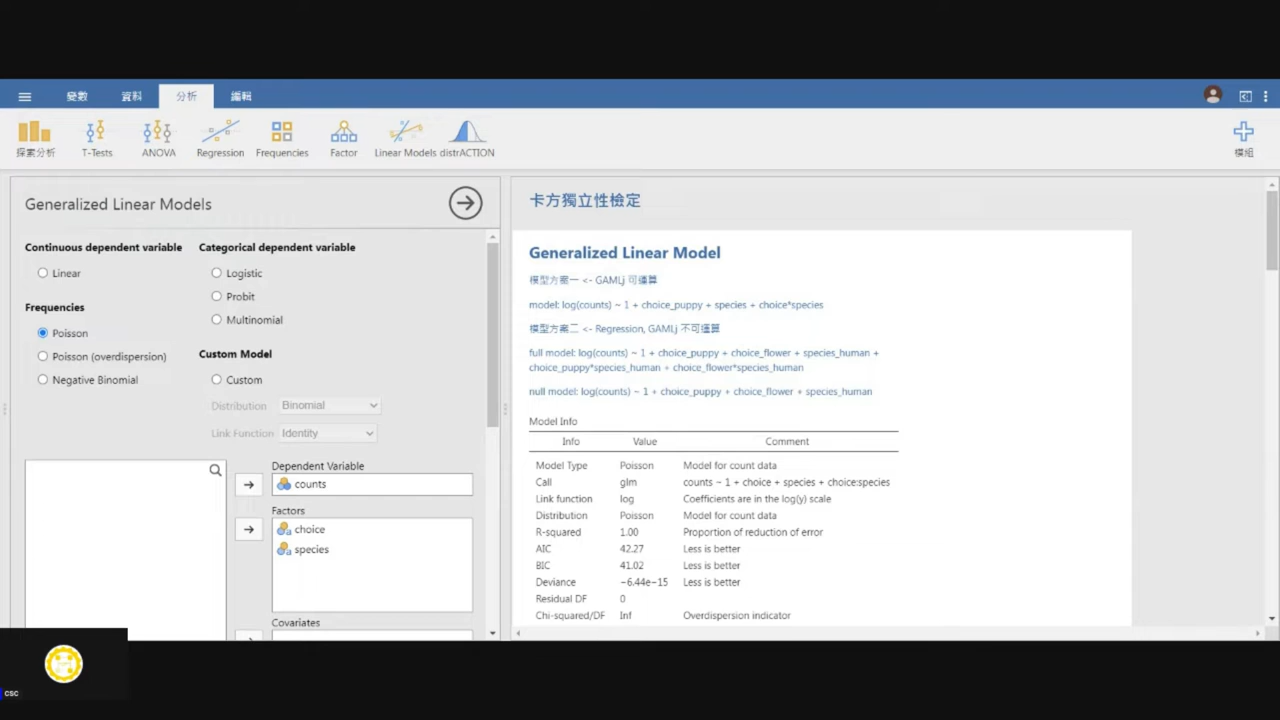 變數 資料 分析 編輯
探索分析 T-Tests ANOVA Regression Frequencies Factor Linear Models distrACTION 模組
Generalized Linear Models
Continuous dependent variable
Linear
Frequencies
Poisson
Poisson (overdispersion)
Negative Binomial
Categorical dependent variable
Logistic
Probit
Multinomial
Custom Model
Custom
Distribution Binomial
Link Function Identity
Dependent Variable
counts
Factors
choice
species
Covariates
卡方獨立性檢定
Generalized Linear Model
模型方案一 <- GAMLj 可運算
model: log(counts) ~ 1 + choice_puppy + species + choice*species
模型方案二 <- Regression, GAMLj 不可運算
full model: log(counts) ~ 1 + choice_puppy + choice_flower + species_human +
choice_puppy*species_human + choice_flower*species_human
null model: log(counts) ~ 1 + choice_puppy + choice_flower + species_human
Model Info
Info Value Comment
Model Type Poisson Model for count data
Call glm counts ~ 1 + choice + species + choice:species
Link function log Coefficients are in the log(y) scale
Distribution Poisson Model for count data
R-squared 1.00 Proportion of reduction of error
AIC 42.27 Less is better
BIC 41.02 Less is better
Deviance −6.44e−15 Less is better
Residual DF 0
Chi-squared/DF Inf Overdispersion indicator
csc